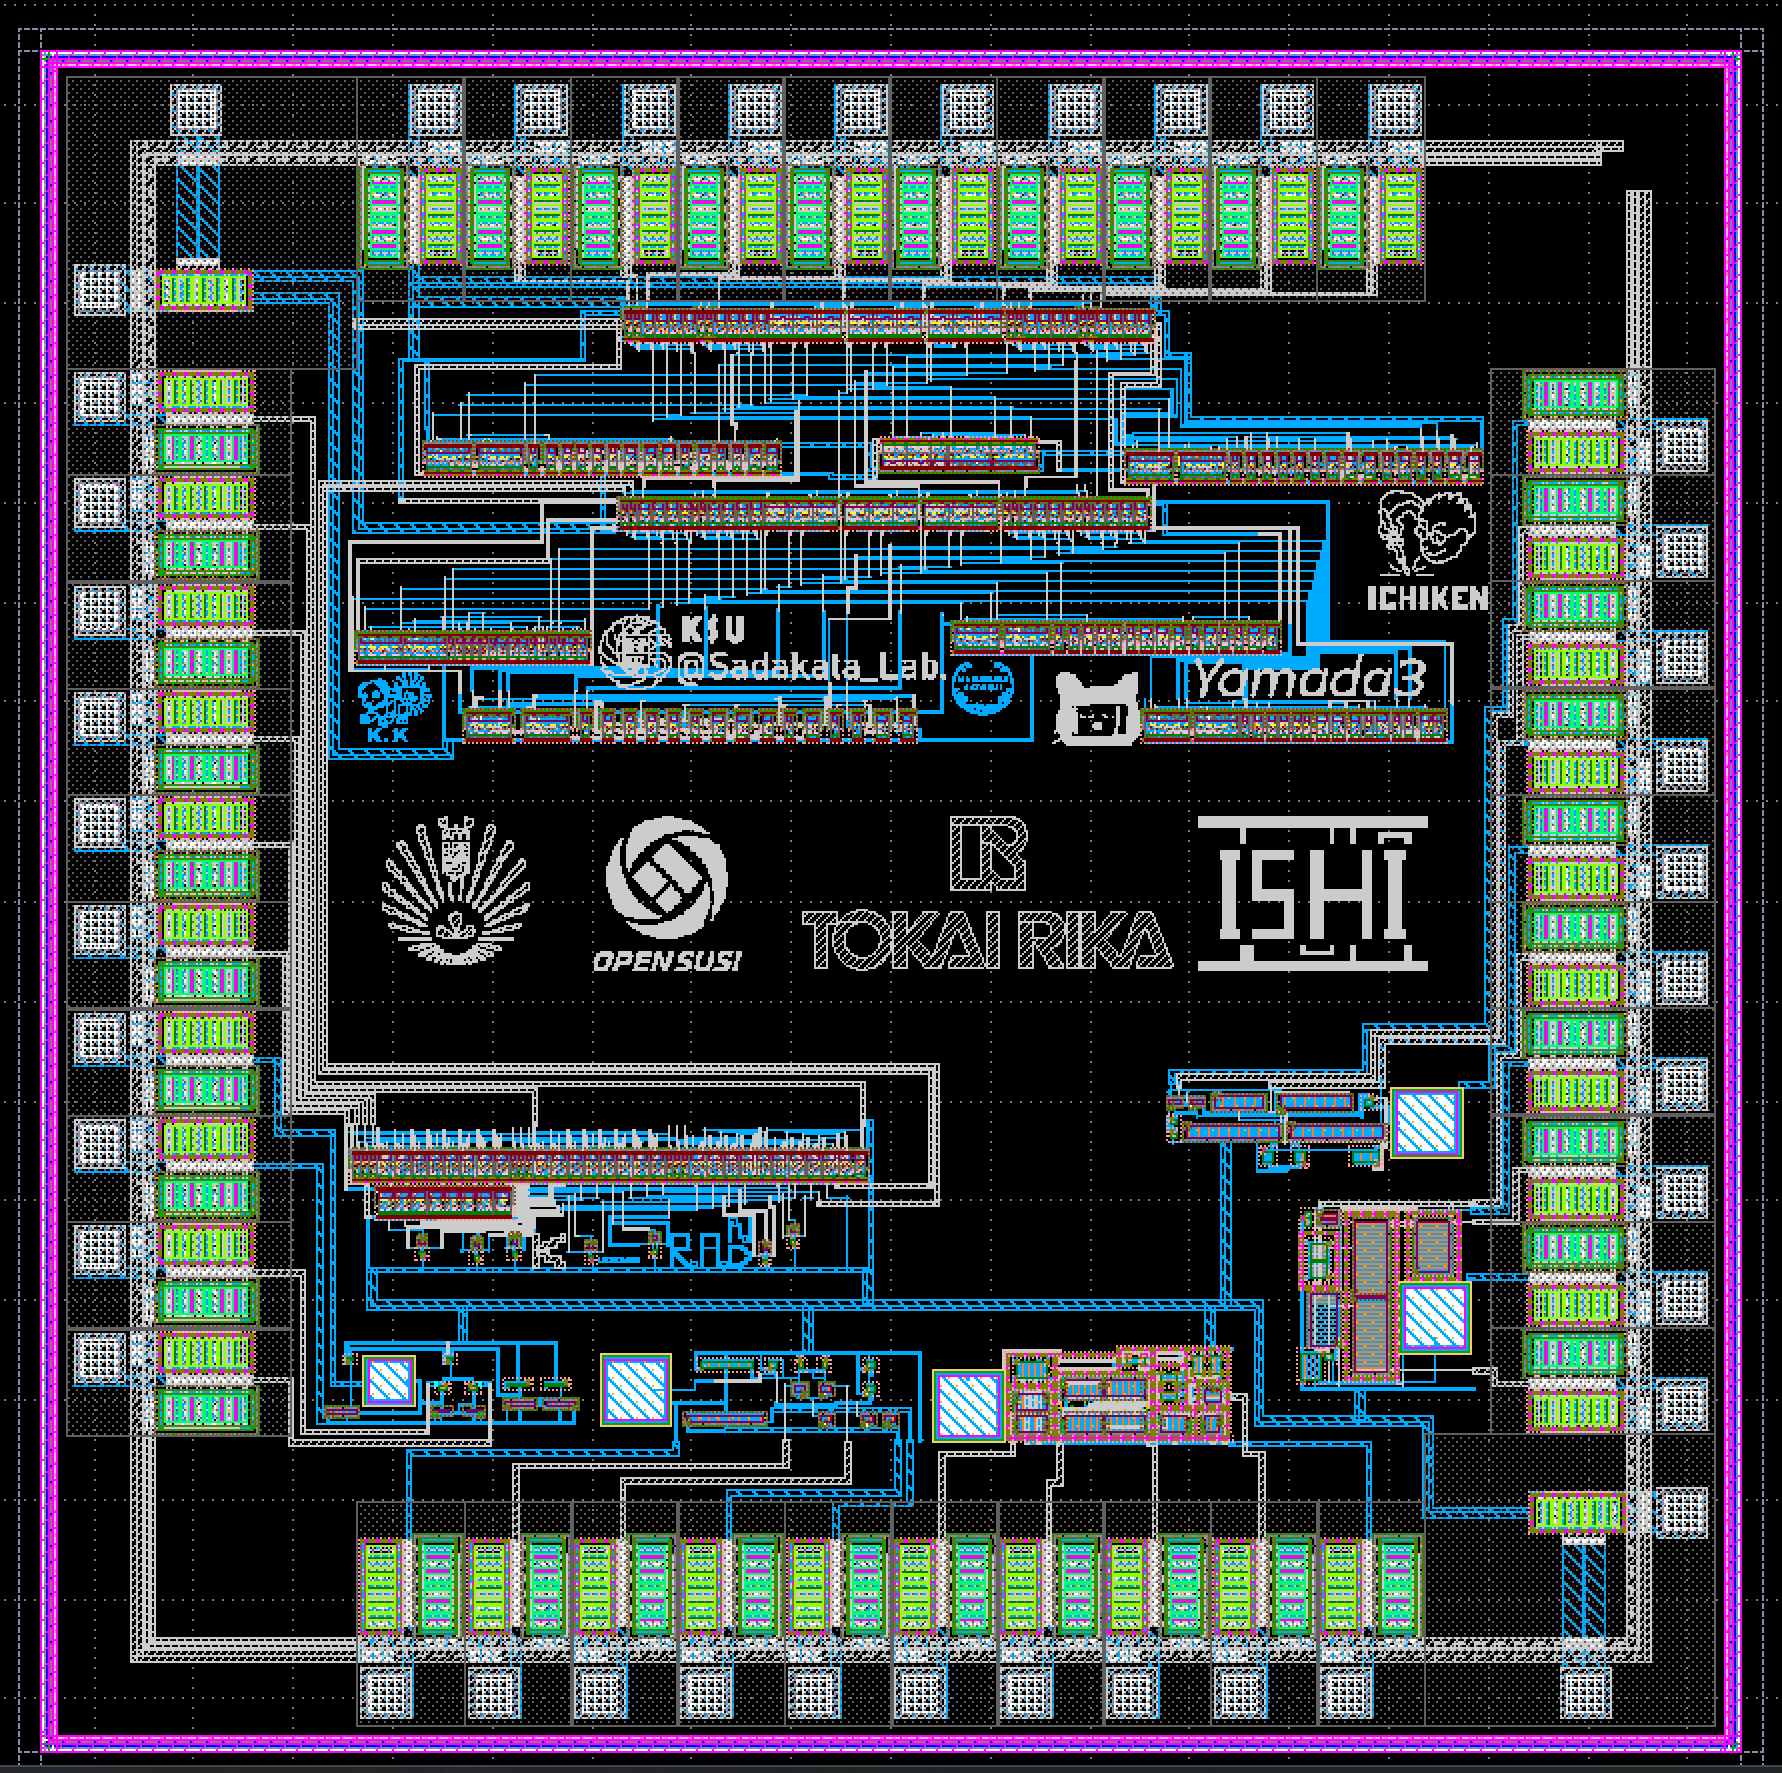 ICHIKEN
KSU
@Sadakata_Lab.
Yamada3
K.K
OPENSUSI
TOKAI RIKA
ISHI